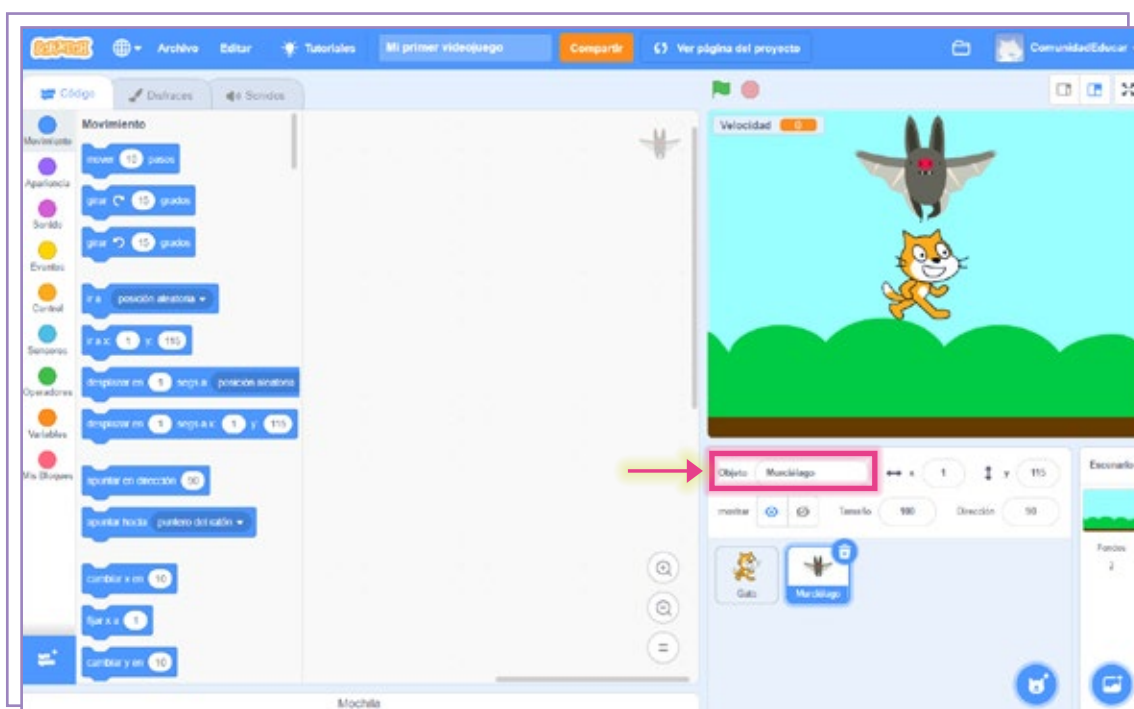 SCRATCH
Archivo Editar Tutoriales Mi primer videojuego Compartir Ver página del proyecto ComunidadEducar
Código Disfraces Sonidos
Movimiento
Movimiento
mover 10 pasos
Apariencia
girar 15 grados
Sonido
girar 15 grados
Eventos
Control
ir a posición aleatoria
ir a x: 1 y: 115
Sensores
deslizar en 1 segs a posición aleatoria
Operadores
deslizar en 1 segs a x: 1 y: 115
Variables
Mis Bloques
apuntar en dirección 90
apuntar hacia puntero del ratón
cambiar x en 10
fijar x a 1
cambiar y en 10
Mochila
Velocidad 0
Objeto Murciélago x 1 y 115
mostrar Tamaño 100 Dirección 90
Gato Murciélago
Escenario
Fondos
2